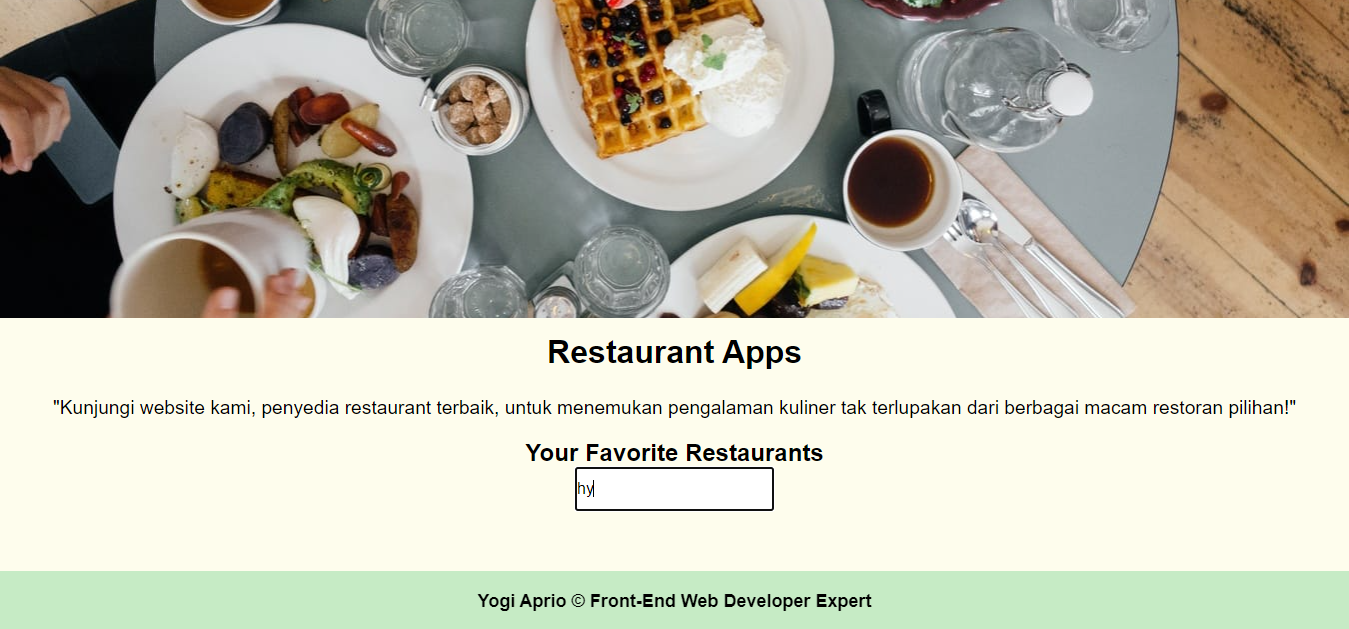 Restaurant Apps
"Kunjungi website kami, penyedia restaurant terbaik, untuk menemukan pengalaman kuliner tak terlupakan dari berbagai macam restoran pilihan!"
Your Favorite Restaurants
hy
Yogi Aprio © Front-End Web Developer Expert